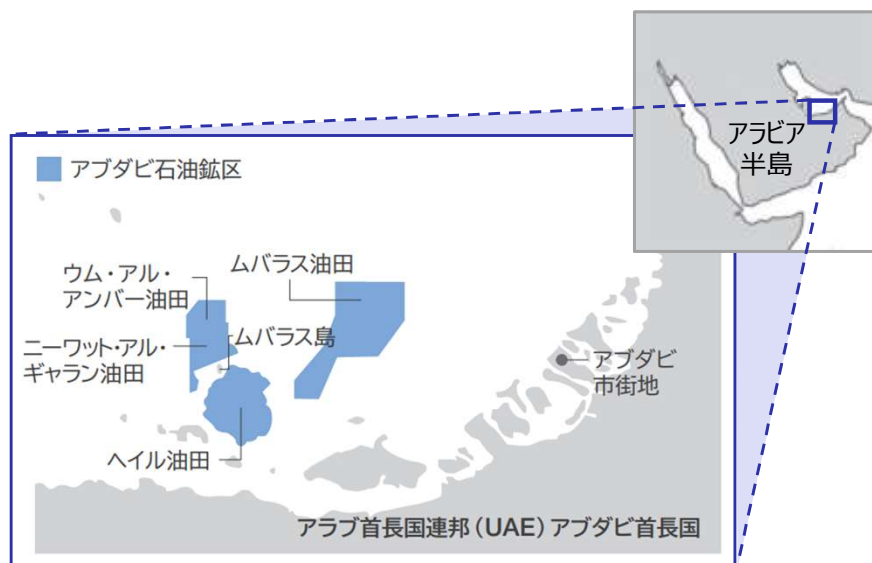 アラビア
半島
アブダビ石油鉱区
ウム・アル・
アンバー油田
ムバラス油田
ニーワット・アル・
ギャラン油田
ムバラス島
アブダビ
市街地
ヘイル油田
アラブ首長国連邦（UAE）アブダビ首長国